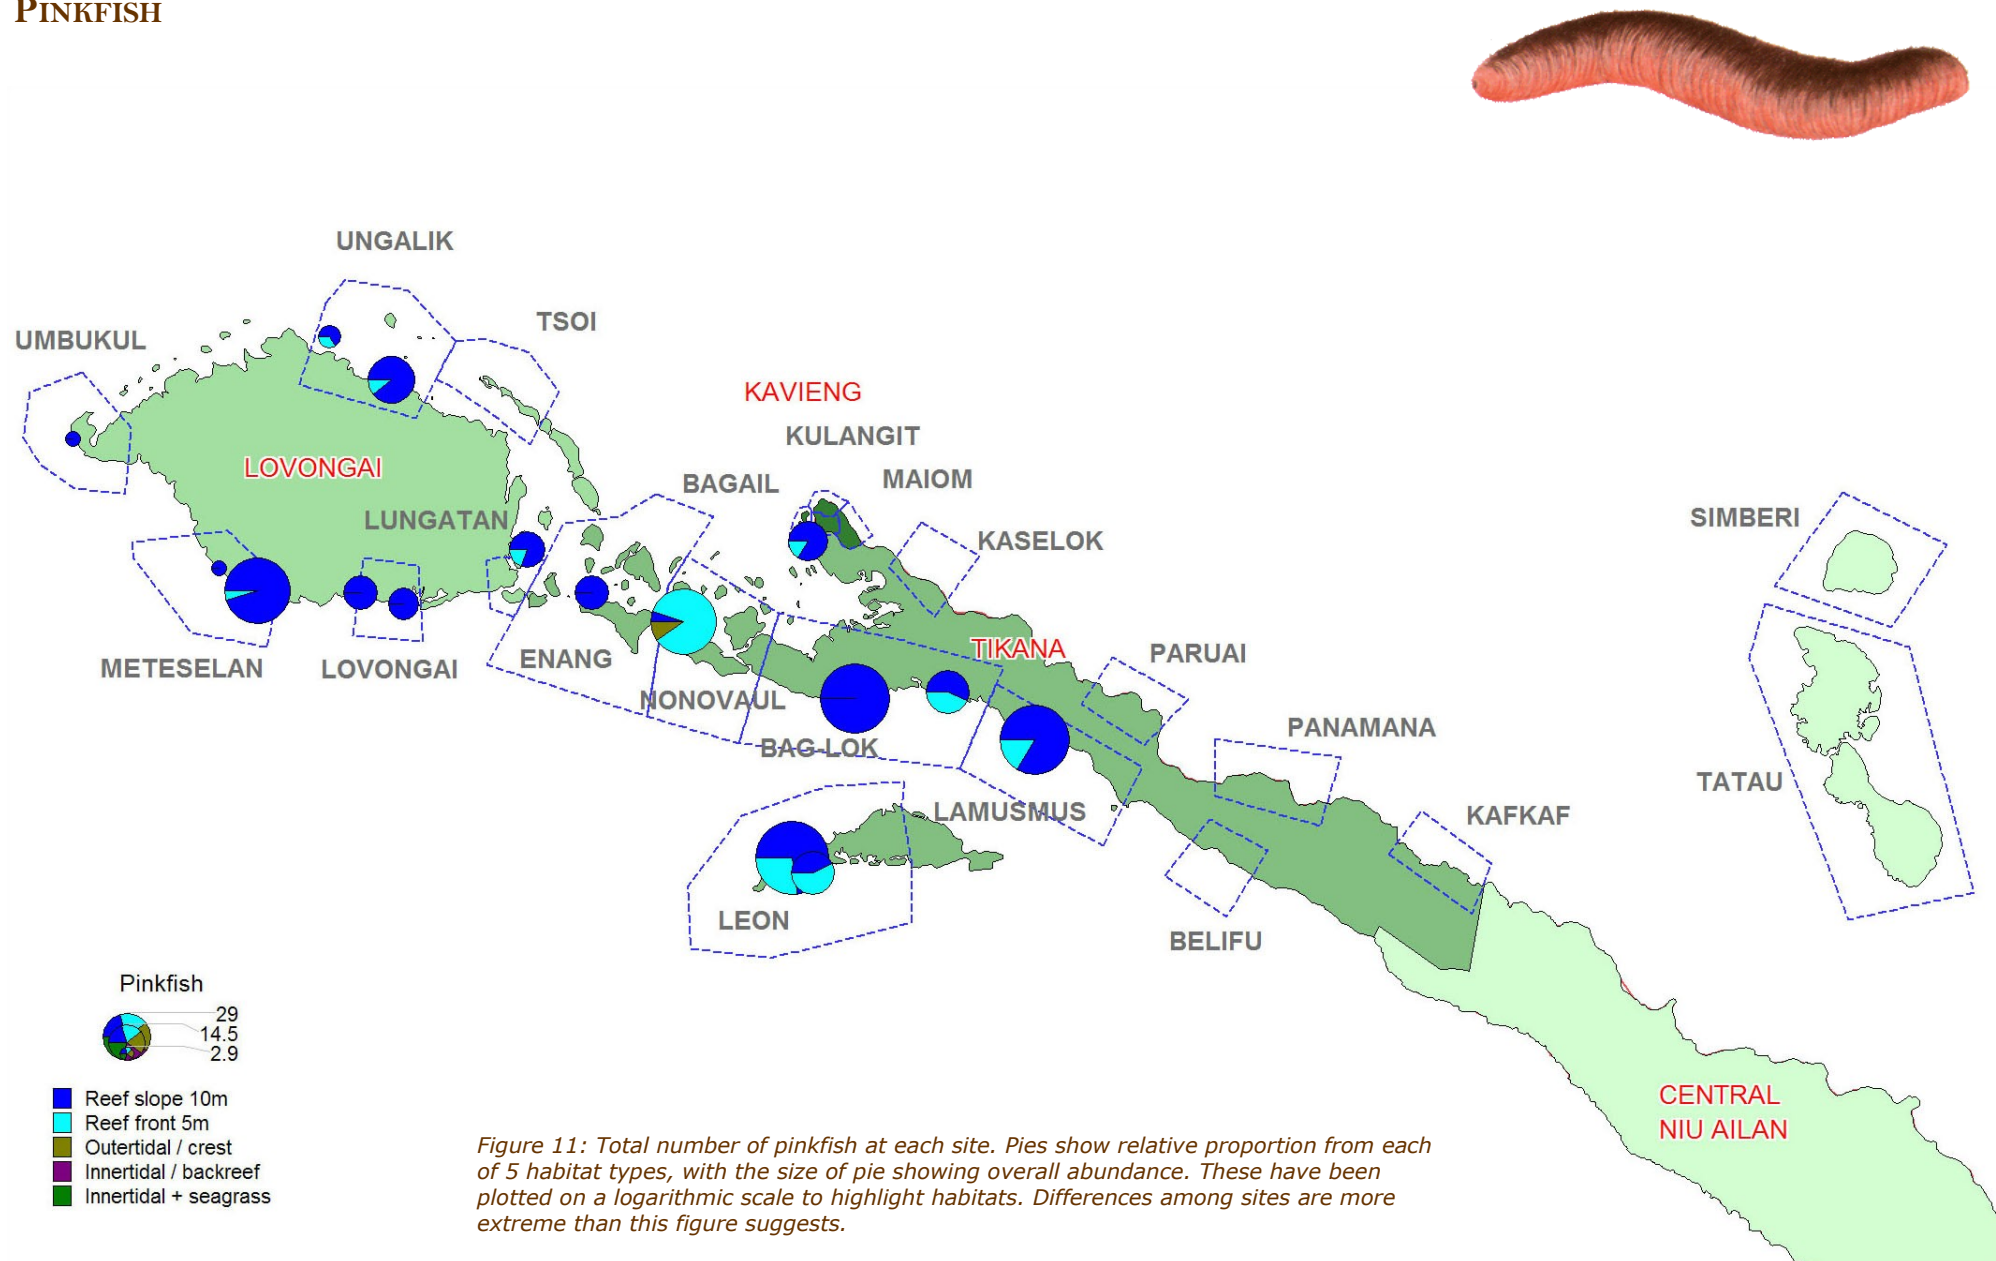 PINKFISH
UNGALIK
TSOI
UMBUKUL
KAVIENG
KULANGIT
LOVONGAI
BAGAIL
MAIOM
LUNGATAN
KASELOK
SIMBERI
METESELAN
LOVONGAI
ENANG
TIKANA
PARUAI
NONOVAUL
PANAMANA
BAG-LOK
TATAU
LAMUSMUS
KAFKAF
LEON
BELIFU
Pinkfish
29
14.5
2.9
Reef slope 10m
Reef front 5m
Outertidal / crest
Innertidal / backreef
Innertidal + seagrass
CENTRAL
NIU AILAN
Figure 11: Total number of pinkfish at each site. Pies show relative proportion from each
of 5 habitat types, with the size of pie showing overall abundance. These have been
plotted on a logarithmic scale to highlight habitats. Differences among sites are more
extreme than this figure suggests.